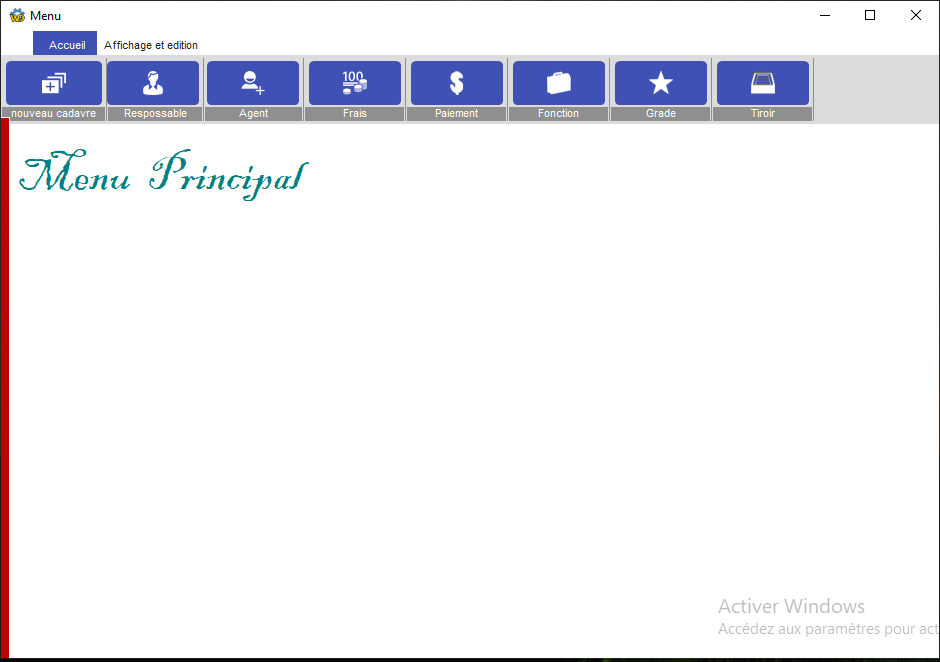 Menu
Accueil Affichage et edition
100
nouveau cadavre Respossable Agent Frais Paiement Fonction Grade Tiroir
Menu Principal
Activer Windows
Accédez aux paramètres pour act